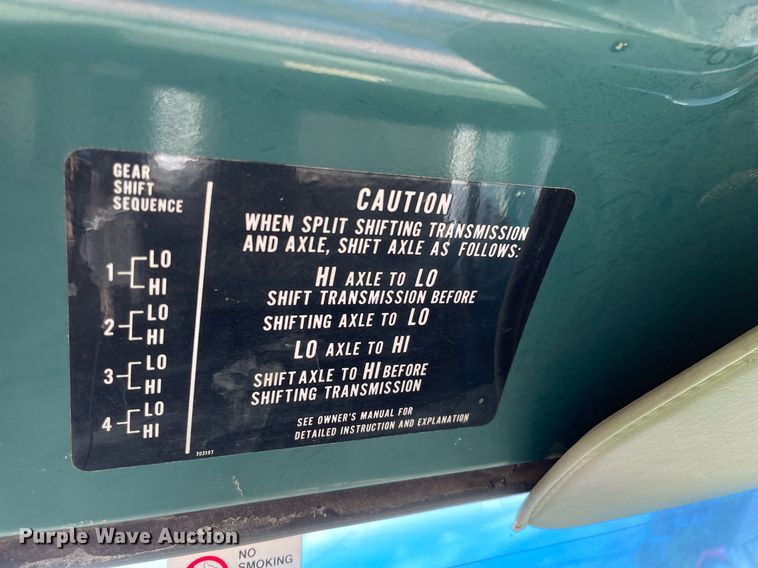 GEAR
SHIFT
SEQUENCE
1 LO
HI
2 LO
HI
3 LO
HI
4 LO
HI
CAUTION
WHEN SPLIT SHIFTING TRANSMISSION
AND AXLE, SHIFT AXLE AS FOLLOWS:
HI AXLE TO LO
SHIFT TRANSMISSION BEFORE
SHIFTING AXLE TO LO
LO AXLE TO HI
SHIFT AXLE TO HI BEFORE
SHIFTING TRANSMISSION
SEE OWNER'S MANUAL FOR
DETAILED INSTRUCTION AND EXPLANATION
703197
Purple Wave Auction
NO
SMOKING